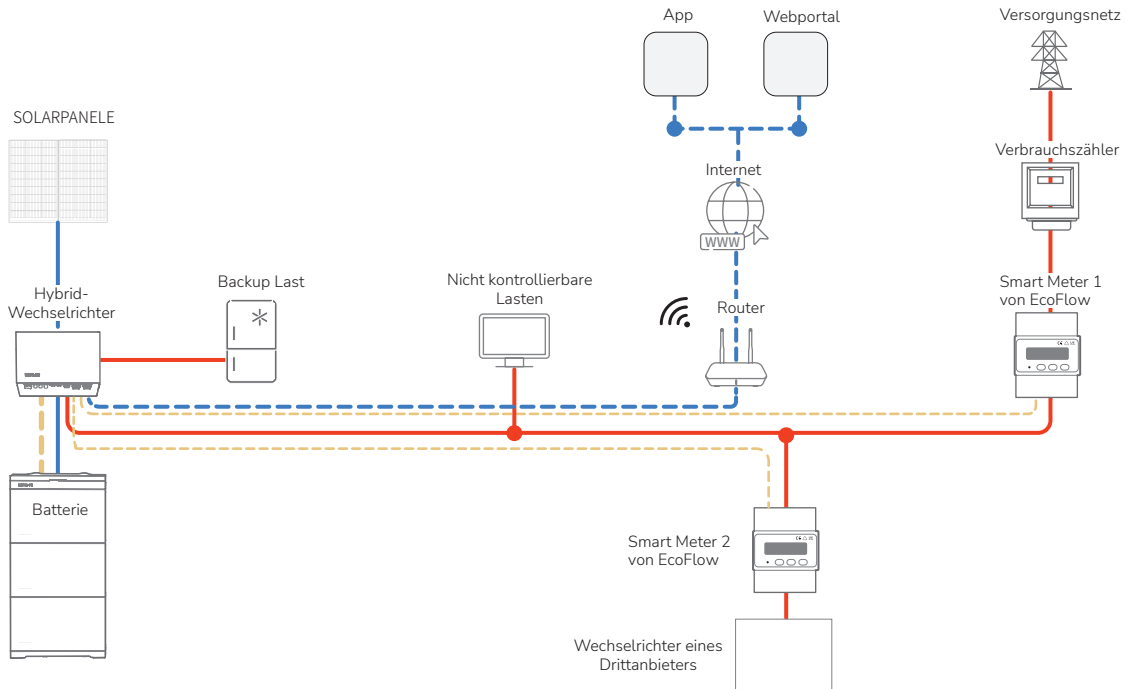 App
Webportal
Versorgungsnetz
SOLARPANELE
Verbrauchszähler
Internet
WWW
Hybrid-
Wechselrichter
Backup Last
Nicht kontrollierbare
Lasten
Router
Smart Meter 1
von EcoFlow
Batterie
Smart Meter 2
von EcoFlow
Wechselrichter eines
Drittanbieters